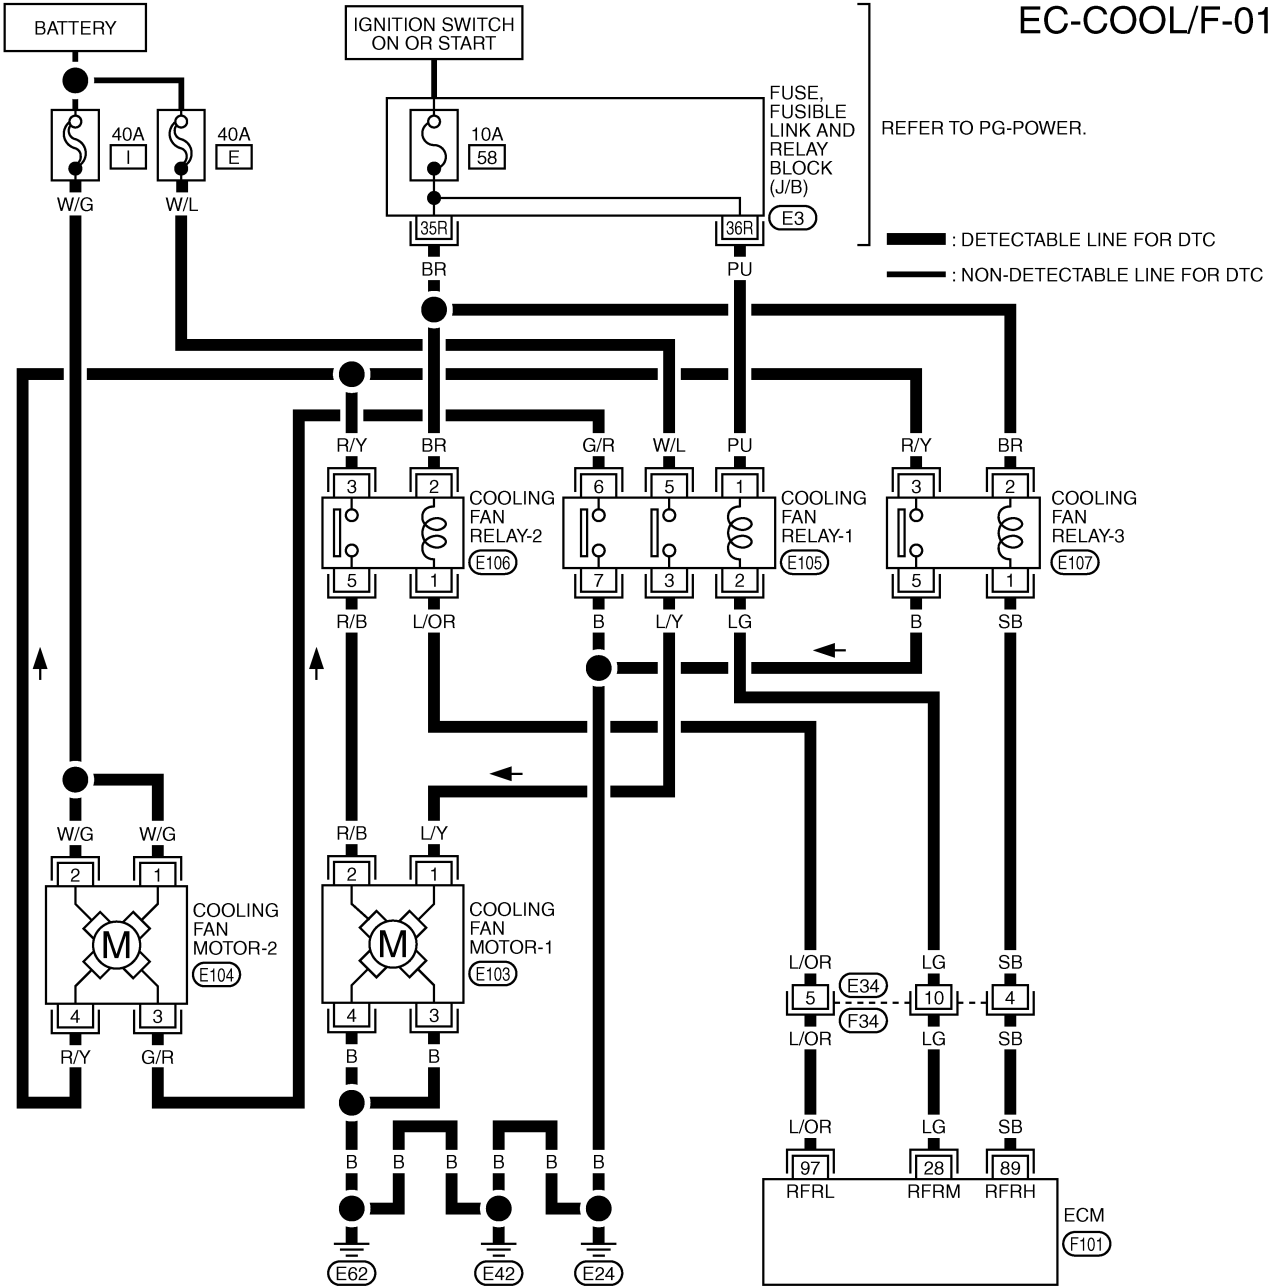 EC-COOL/F-01
BATTERY
IGNITION SWITCH
ON OR START
40A
I
40A
E
10A
58
FUSE,
FUSIBLE
LINK AND
RELAY
BLOCK
(J/B)
E3
REFER TO PG-POWER.
W/G
W/L
35R
36R
: DETECTABLE LINE FOR DTC
: NON-DETECTABLE LINE FOR DTC
BR
PU
R/Y
BR
G/R
W/L
PU
R/Y
BR
3
2
6
5
1
3
2
COOLING
FAN
RELAY-2
E106
COOLING
FAN
RELAY-1
E105
COOLING
FAN
RELAY-3
E107
5
1
7
3
2
5
1
R/B
L/OR
B
L/Y
LG
B
SB
W/G
W/G
R/B
L/Y
2
1
2
1
M
COOLING
FAN
MOTOR-2
E104
M
COOLING
FAN
MOTOR-1
E103
4
3
4
3
R/Y
G/R
B
B
L/OR
LG
SB
5
E34
F34
10
4
L/OR
LG
SB
L/OR
LG
SB
B
B
B
B
B
B
97
28
89
RFRL
RFRM
RFRH
ECM
F101
E62
E42
E24